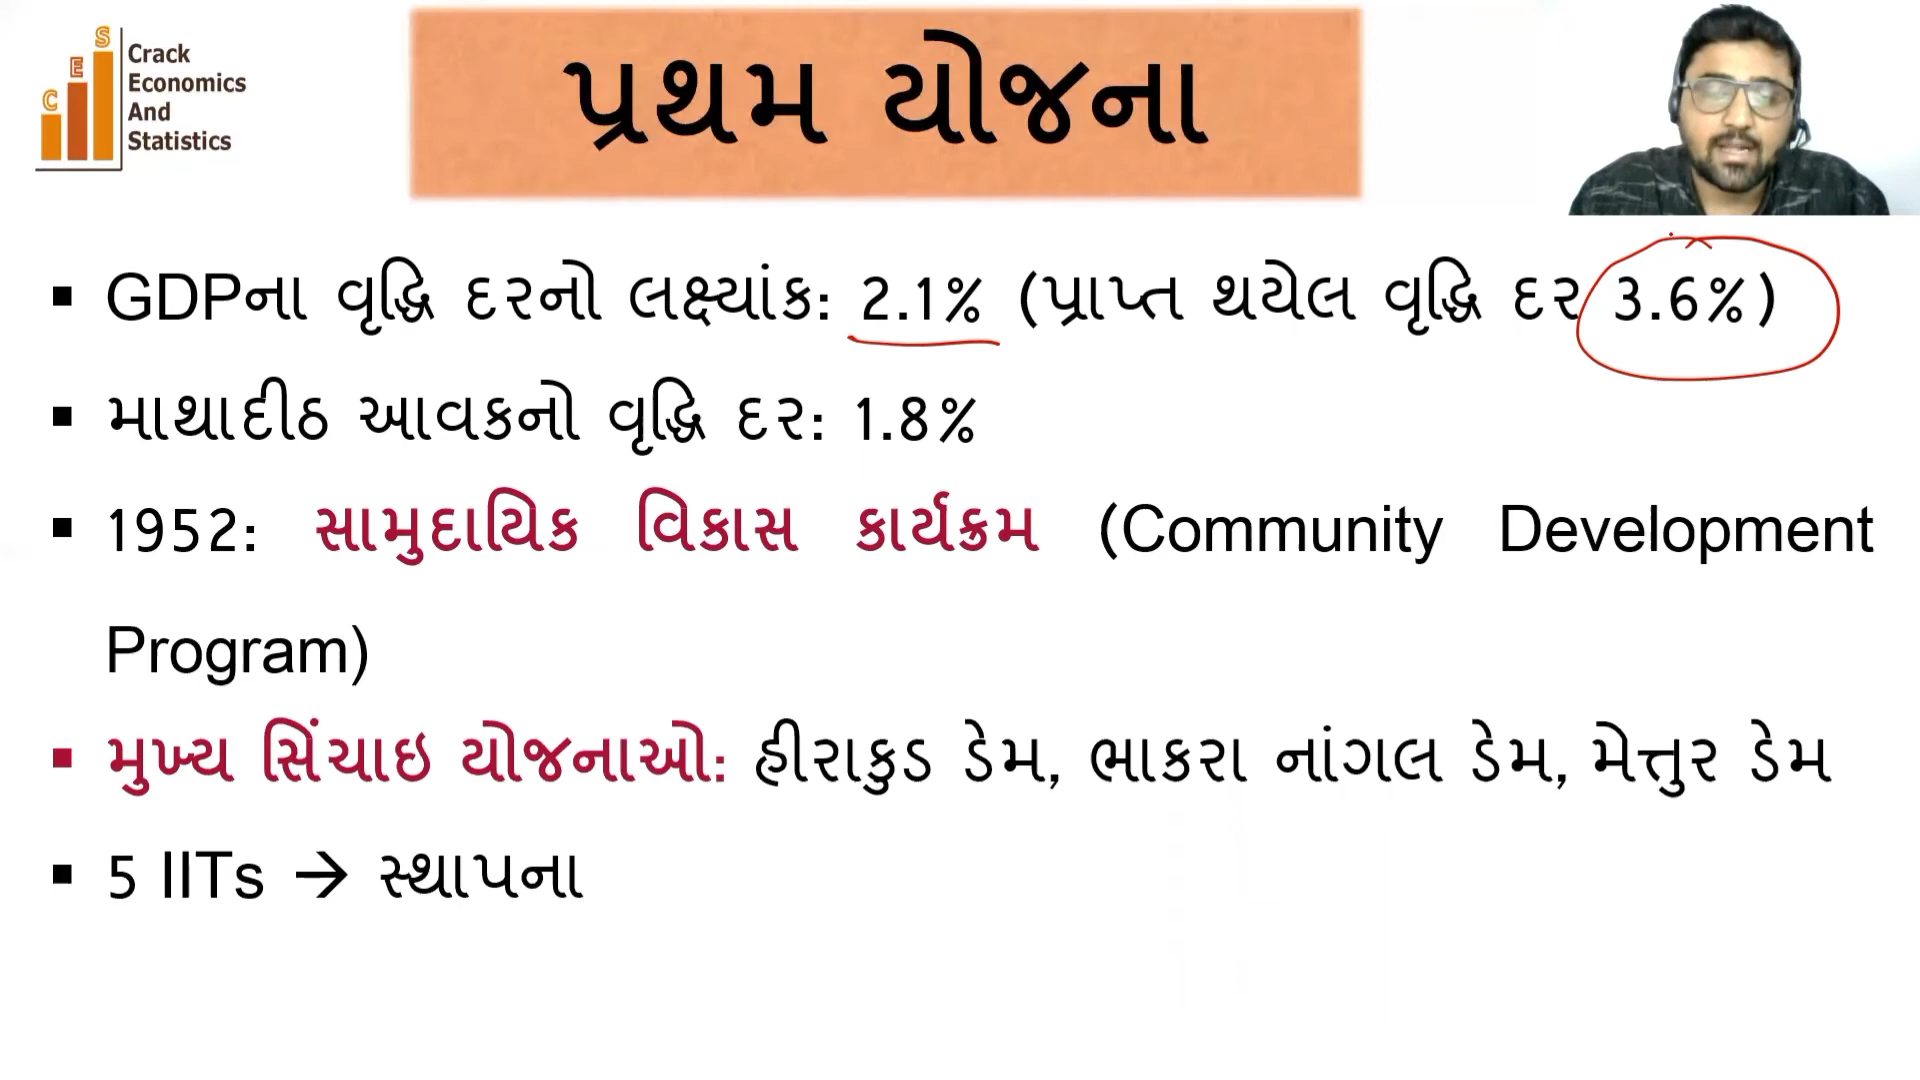 C E S
Crack
Economics
And
Statistics
પ્રથમ યોજના
▪ GDPના વૃદ્ધિ દરનો લક્ષ્યાંક: 2.1% (પ્રાપ્ત થયેલ વૃદ્ધિ દર 3.6%)
▪ માથાદીઠ આવકનો વૃદ્ધિ દર: 1.8%
▪ 1952: સામુદાયિક વિકાસ કાર્યક્રમ (Community Development
Program)
▪ મુખ્ય સિંચાઇ યોજનાઓ: હીરાકુડ ડેમ, ભાકરા નાંગલ ડેમ, મેત્તુર ડેમ
▪ 5 IITs → સ્થાપના